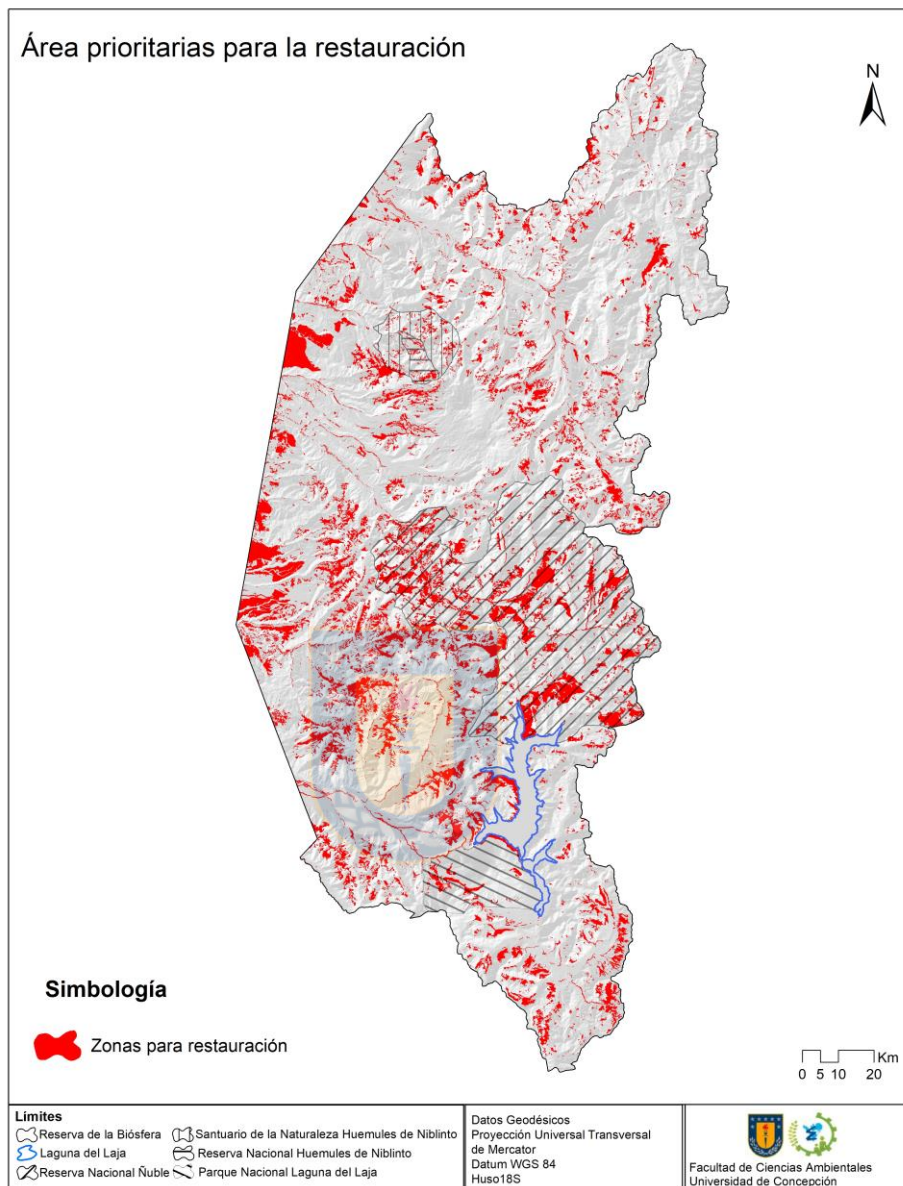 Área prioritarias para la restauración
N
Simbología
Zonas para restauración
Km
0 5 10 20
Límites
Reserva de la Biósfera
Santuario de la Naturaleza Huemules de Niblinto
Laguna del Laja
Reserva Nacional Huemules de Niblinto
Reserva Nacional Ñuble
Parque Nacional Laguna del Laja
Datos Geodésicos
Proyección Universal Transversal
de Mercator
Datum WGS 84
Huso18S
Facultad de Ciencias Ambientales
Universidad de Concepción